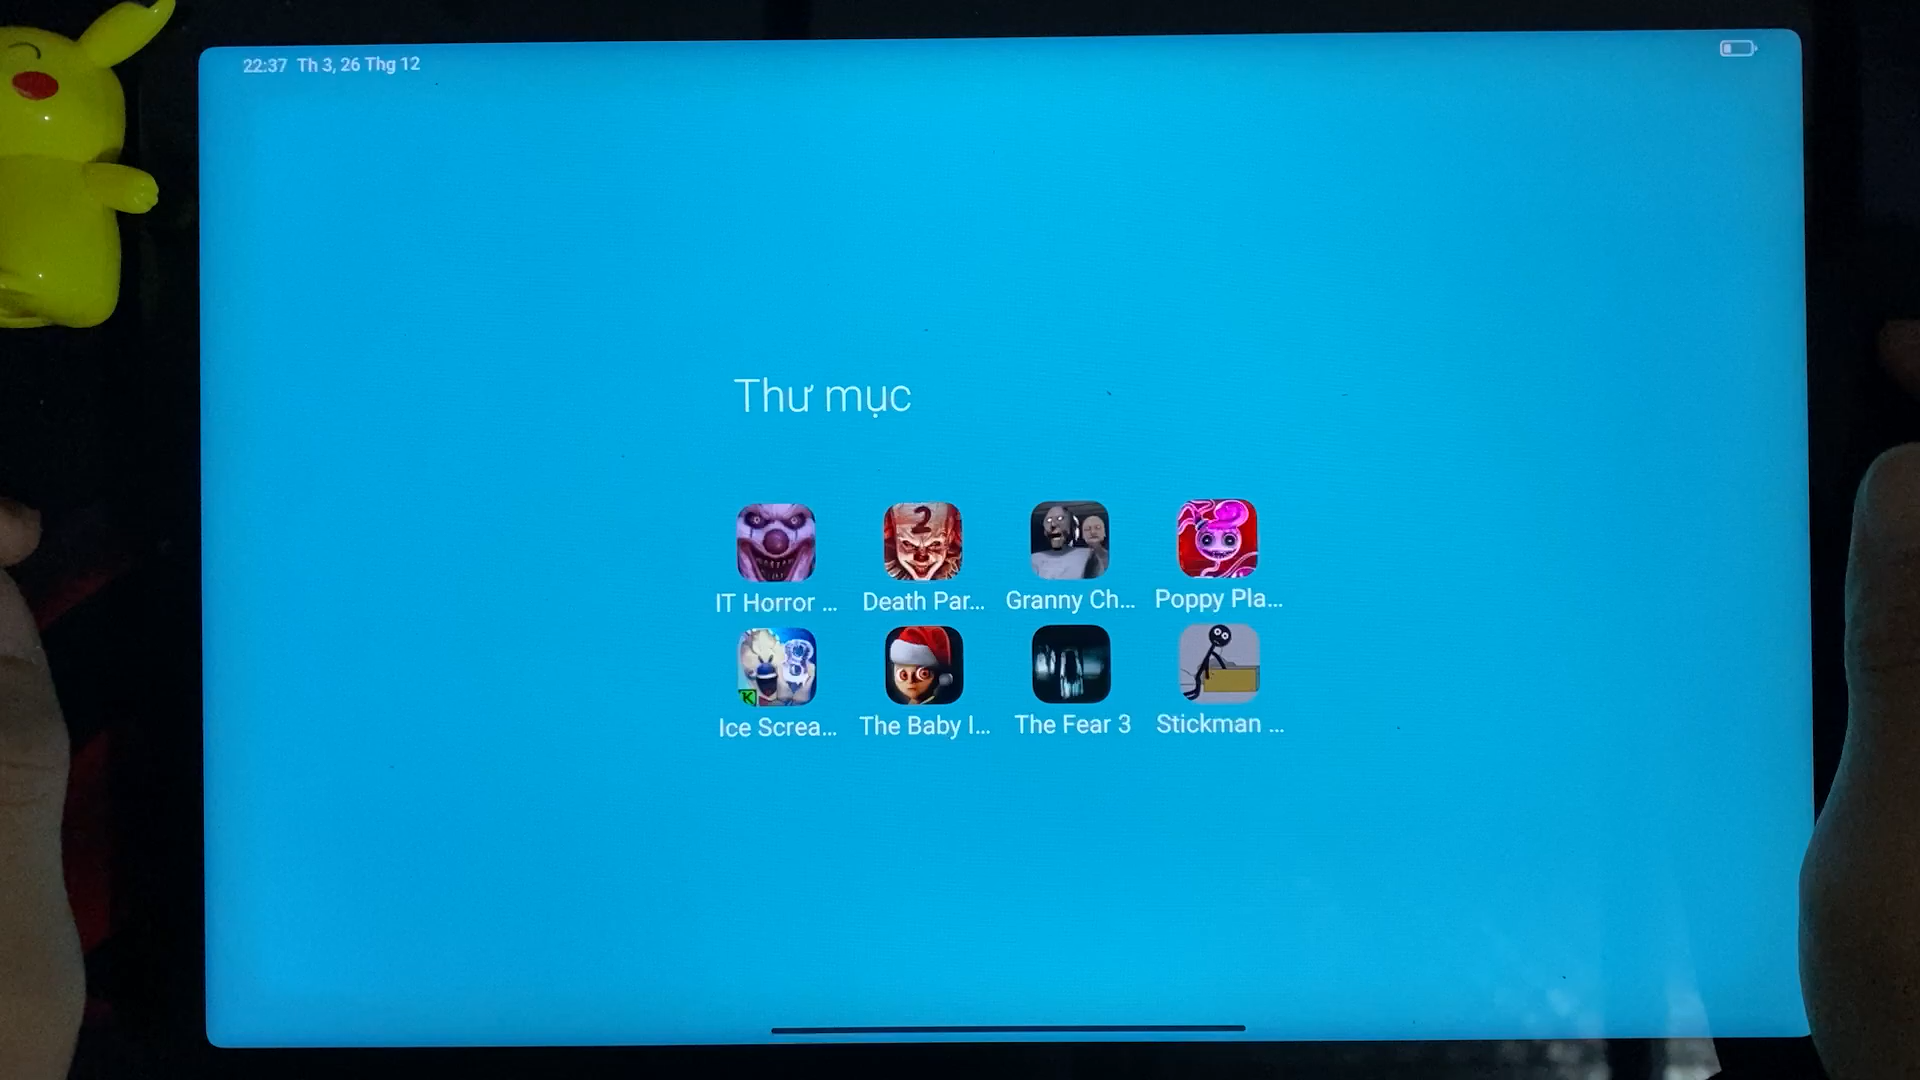 22:37 Th 3, 26 Thg 12
Thư mục
2
IT Horror ...
Death Par...
Granny Ch...
Poppy Pla...
K
Ice Screa...
The Baby I...
The Fear 3
Stickman ...